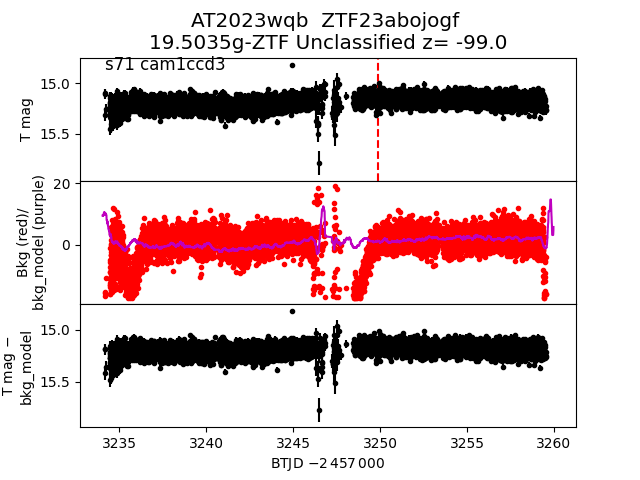 AT2023wqb  ZTF23abojogf
19.5035g-ZTF Unclassified z= -99.0
s71 cam1ccd3
15.0
15.5
T mag
20
0
Bkg (red)/
bkg_model (purple)
15.0
15.5
T mag −
bkg_model
3235
3240
3245
3250
3255
3260
BTJD −2 457 000